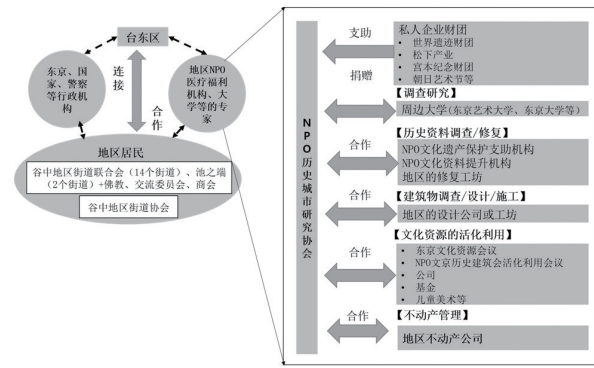 台东区
东京、国
家、警察
等行政机
构
连接
合作
地区NPO
医疗福利
机构、大
学等的专
家
地区居民
谷中地区街道联合会（14个街道）、池之端
（2个街道）+佛教、交流委员会、商会
谷中地区街道协会
NPO历史城市研究协会
支助
捐赠
私人企业财团
• 世界遗迹财团
• 松下产业
• 宫本纪念财团
• 朝日艺术节等
【调查研究】
周边大学(东京艺术大学、东京大学等)
合作
【历史资料调查/修复】
NPO文化遗产保护支助机构
NPO文化资料提升机构
地区的修复工坊
合作
【建筑物调查/设计/施工】
地区的设计公司或工坊
【文化资源的活化利用】
合作
• 东京文化资源会议
• NPO文京历史建筑会活化利用会议
• 公司
• 基金
• 儿童美术等
合作
【不动产管理】
地区不动产公司